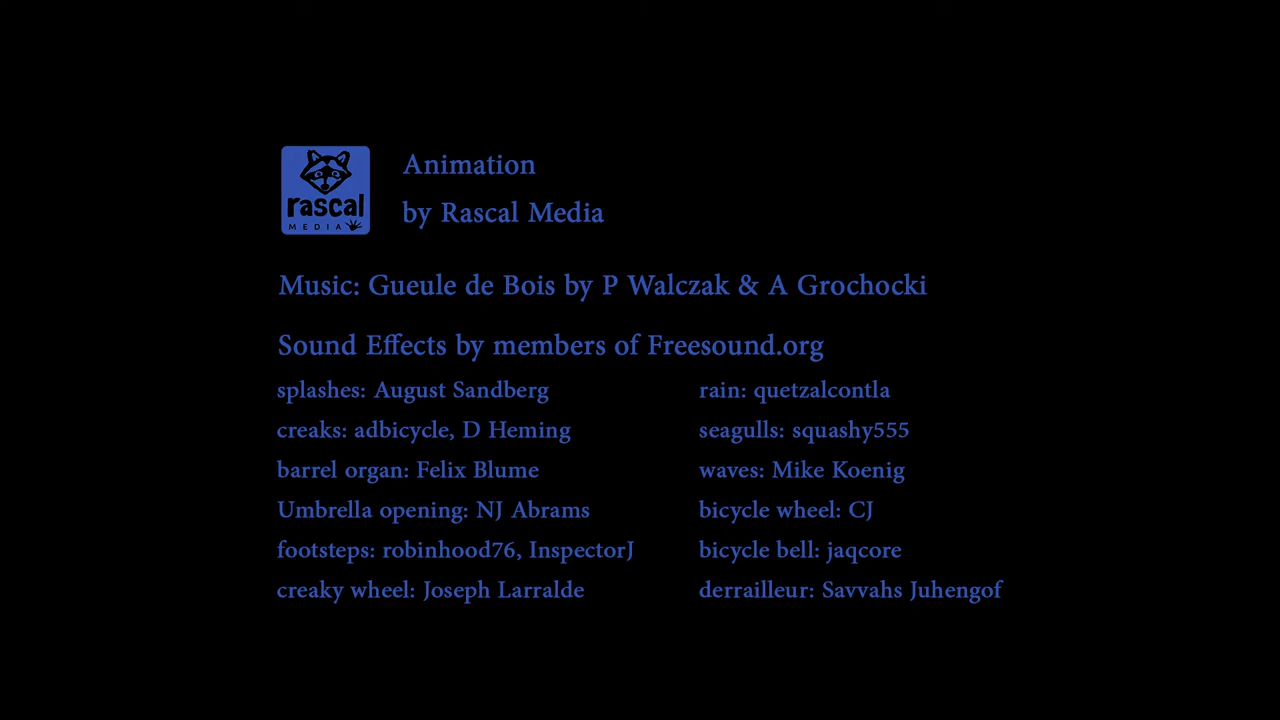 rascal
MEDIA
Animation
by Rascal Media
Music: Gueule de Bois by P Walczak & A Grochocki
Sound Effects by members of Freesound.org
splashes: August Sandberg
creaks: adbicycle, D Heming
barrel organ: Felix Blume
Umbrella opening: NJ Abrams
footsteps: robinhood76, InspectorJ
creaky wheel: Joseph Larralde
rain: quetzalcontla
seagulls: squashy555
waves: Mike Koenig
bicycle wheel: CJ
bicycle bell: jaqcore
derrailleur: Savvahs Juhengof